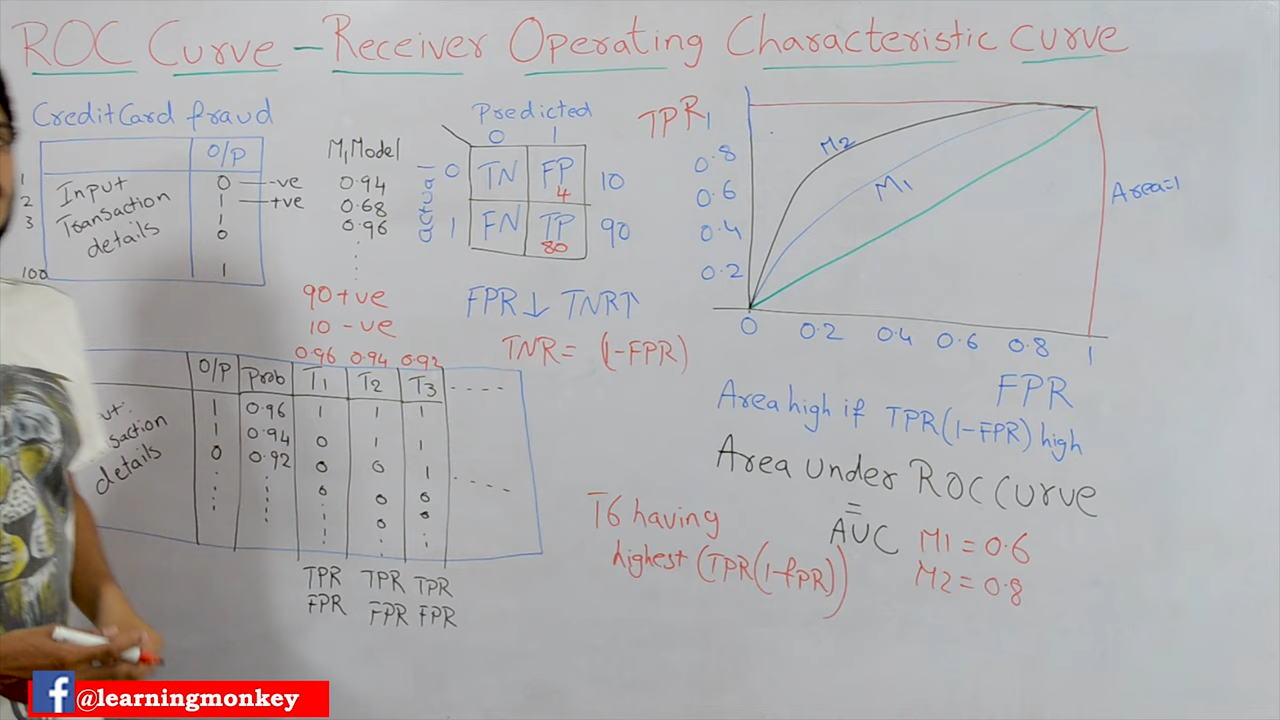 ROC Curve - Receiver Operating Characteristic curve
Credit Card fraud
O/P
1 0 -ve
2 1 +ve
3 1
0
100 1
Input
Transaction
details
M1 Model
0.94
0.68
0.96
90 +ve
10 -ve
Predicted
0 1
actual
0 TN FP 4 10
1 FN TP 80 90
FPR↓ TNR↑
TNR = (1-FPR)
TPR
1
0.8
0.6
0.4
0.2
0 0.2 0.4 0.6 0.8 1
FPR
M2
M1
Area=1
Area high if TPR(1-FPR) high
Area Under ROC Curve
=
AUC M1 = 0.6
M2 = 0.8
T6 having
highest (TPR(1-FPR))
0.96 0.94 0.92
O/P Prob T1 T2 T3 ----
1 0.96 1 1 1
1 0.94 0 1 1
0 0.92 0 0 1
0 0 0
0 0
details
TPR TPR TPR
FPR FPR FPR
f @learningmonkey